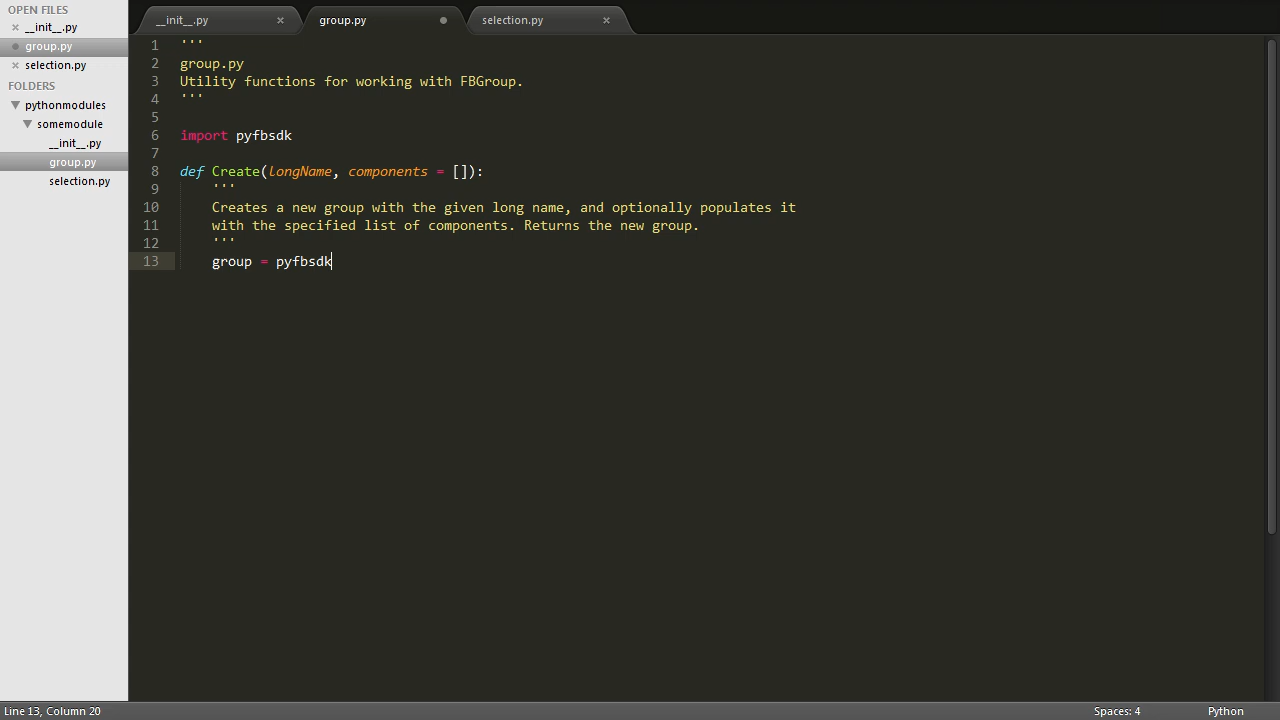 OPEN FILES
× __init__.py
group.py
× selection.py
FOLDERS
pythonmodules
somemodule
__init__.py
group.py
selection.py
__init__.py ×
group.py
selection.py ×
1 '''
2 group.py
3 Utility functions for working with FBGroup.
4 '''
5
6 import pyfbsdk
7
8 def Create(longName, components = []):
9 '''
10 Creates a new group with the given long name, and optionally populates it
11 with the specified list of components. Returns the new group.
12 '''
13 group = pyfbsdk
Line 13, Column 20
Spaces: 4
Python